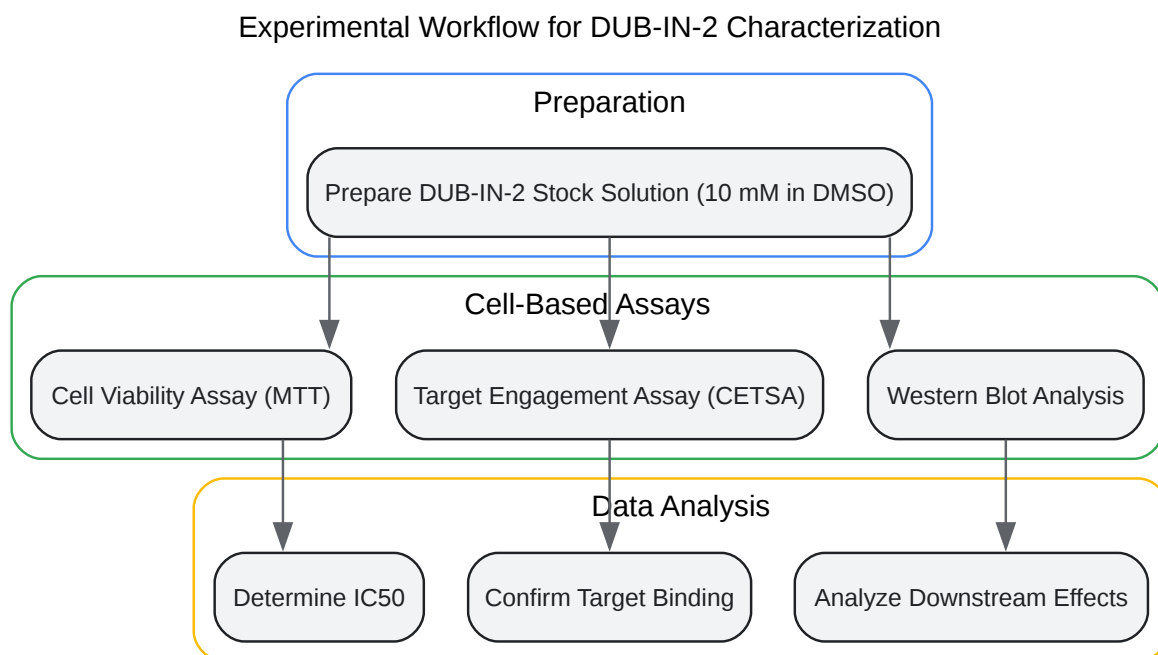 Experimental Workflow for DUB-IN-2 Characterization
Preparation
Prepare DUB-IN-2 Stock Solution (10 mM in DMSO)
Cell-Based Assays
Cell Viability Assay (MTT)
Target Engagement Assay (CETSA)
Western Blot Analysis
Data Analysis
Determine IC50
Confirm Target Binding
Analyze Downstream Effects